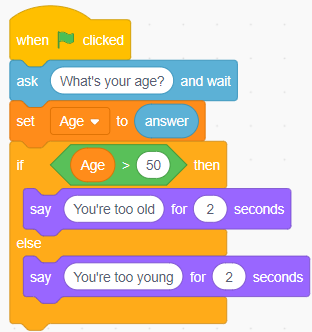 when clicked
ask What's your age? and wait
set Age to answer
if Age > 50 then
say You're too old for 2 seconds
else
say You're too young for 2 seconds